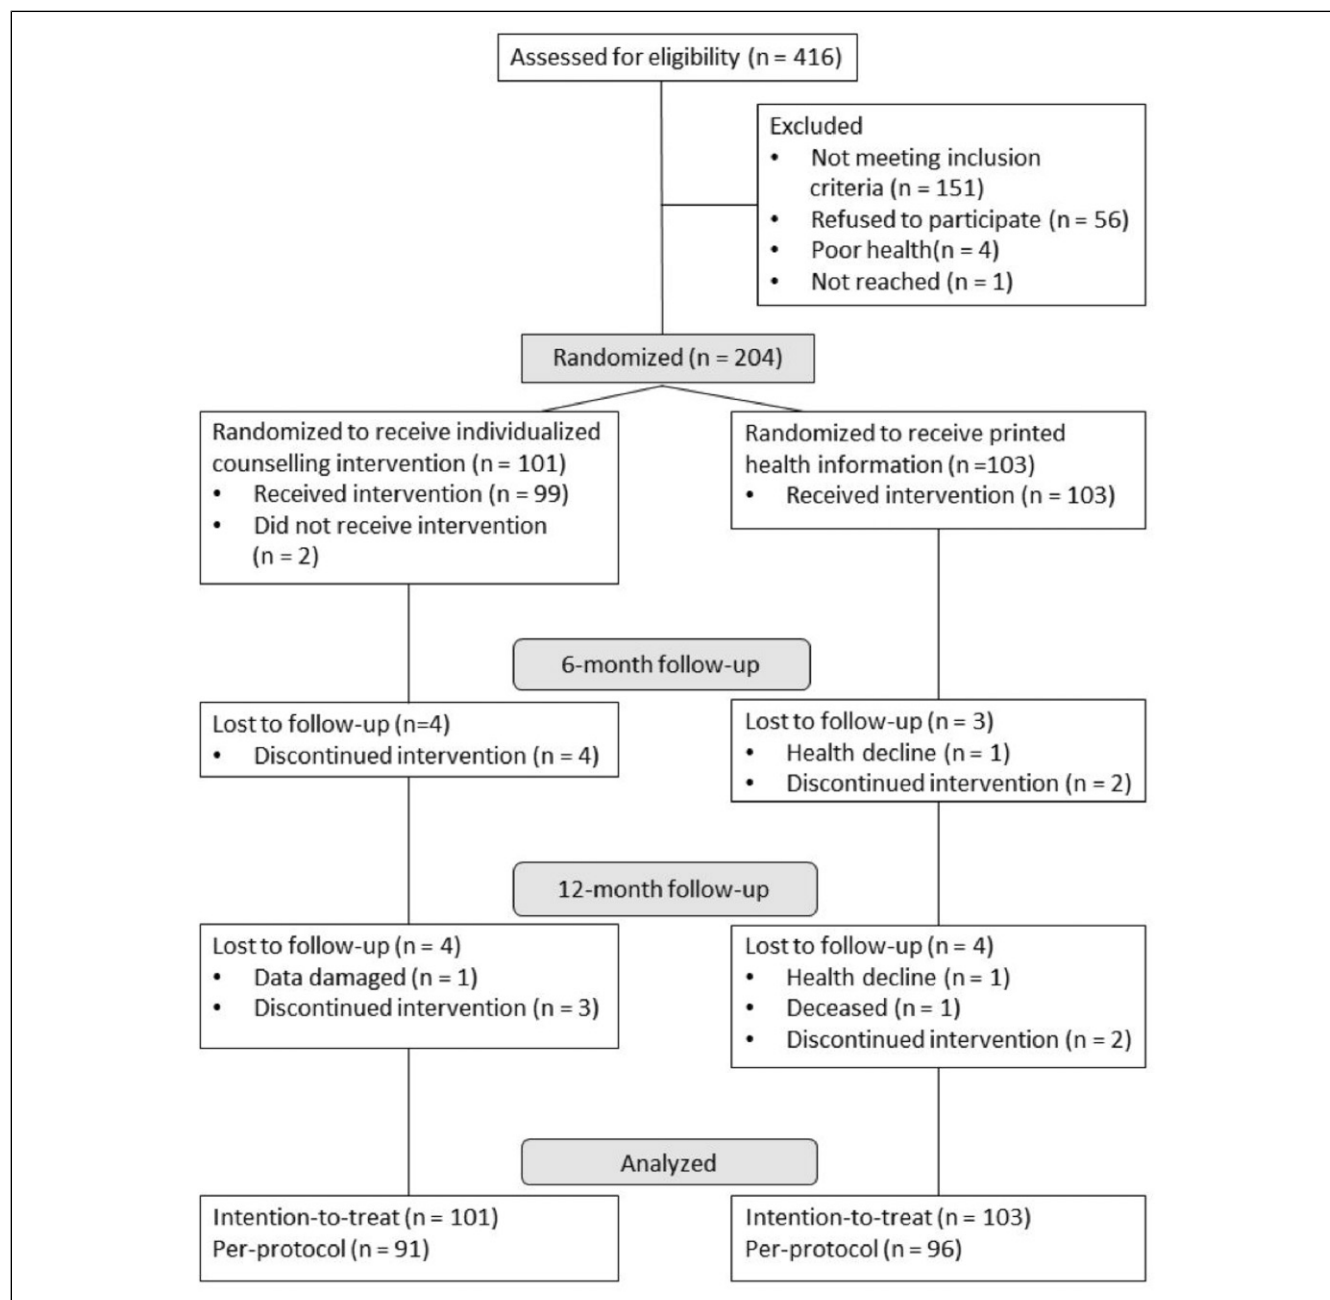 Assessed for eligibility (n = 416)
Excluded
• Not meeting inclusion
criteria (n = 151)
• Refused to participate (n = 56)
• Poor health(n = 4)
• Not reached (n = 1)
Randomized (n = 204)
Randomized to receive individualized
counselling intervention (n = 101)
• Received intervention (n = 99)
• Did not receive intervention
(n = 2)
Randomized to receive printed
health information (n =103)
• Received intervention (n = 103)
6-month follow-up
Lost to follow-up (n=4)
• Discontinued intervention (n = 4)
Lost to follow-up (n = 3)
• Health decline (n = 1)
• Discontinued intervention (n = 2)
12-month follow-up
Lost to follow-up (n = 4)
• Data damaged (n = 1)
• Discontinued intervention (n = 3)
Lost to follow-up (n = 4)
• Health decline (n = 1)
• Deceased (n = 1)
• Discontinued intervention (n = 2)
Analyzed
Intention-to-treat (n = 101)
Per-protocol (n = 91)
Intention-to-treat (n = 103)
Per-protocol (n = 96)